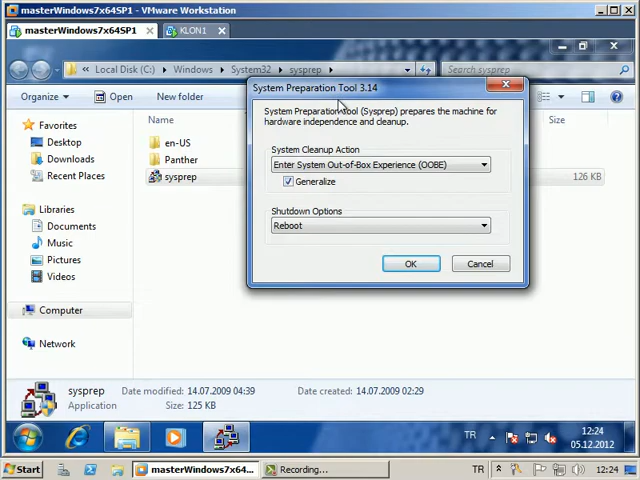 masterWindows7x64SP1 - VMware Workstation
masterWindows7x64SP1
KLON1
Local Disk (C:)
Windows
System32
sysprep
Search sysprep
Organize
Open
New folder
System Preparation Tool 3.14
System Preparation Tool (Sysprep) prepares the machine for
hardware independence and cleanup.
System Cleanup Action
Enter System Out-of-Box Experience (OOBE)
Generalize
Shutdown Options
Reboot
OK
Cancel
Favorites
Desktop
Downloads
Recent Places
Libraries
Documents
Music
Pictures
Videos
Computer
Network
Name
Size
en-US
Panther
sysprep
126 KB
sysprep
Date modified: 14.07.2009 04:39
Date created: 14.07.2009 02:29
Application
Size: 125 KB
TR
12:24
05.12.2012
Start
masterWindows7x64...
Recording...
TR
12:24